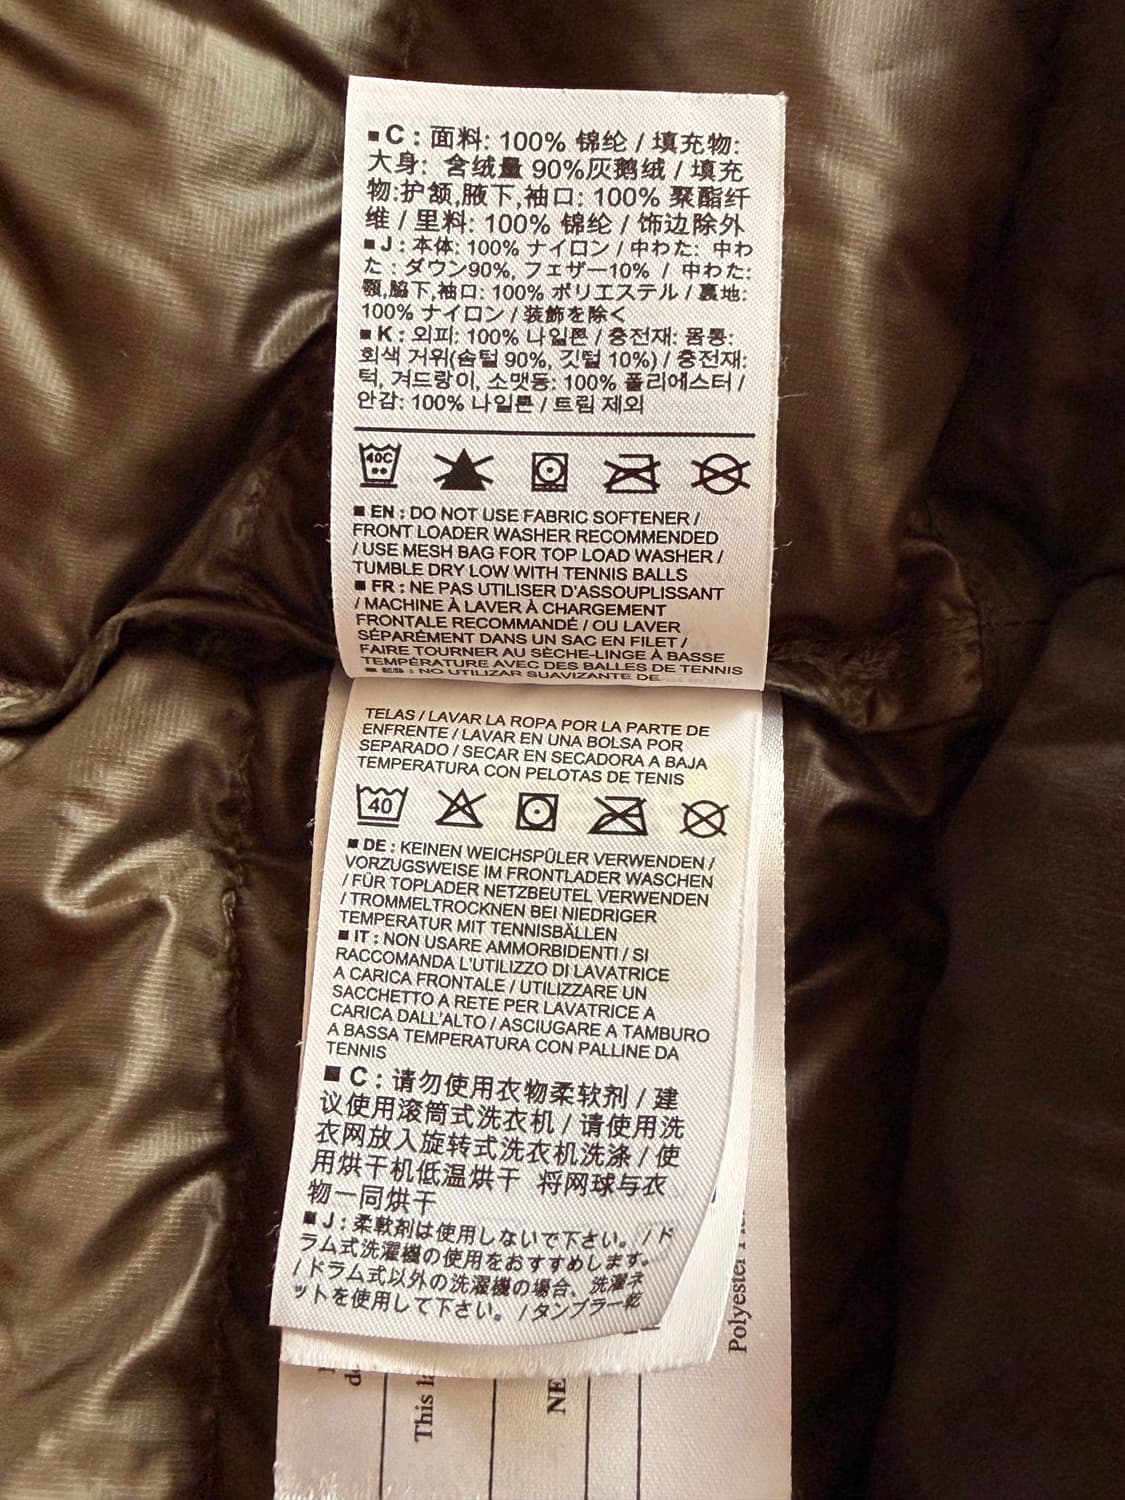 ■ C : 面料: 100% 锦纶 / 填充物:
大身: 含绒量 90%灰鹅绒 / 填充
物:护颔,腋下,袖口: 100% 聚酯纤
维 / 里料: 100% 锦纶 / 饰边除外
■ J : 本体: 100% ナイロン / 中わた: 中わ
た : ダウン90%, フェザー10% / 中わた:
顎,脇下,袖口: 100% ポリエステル / 裏地:
100% ナイロン / 装飾を除く
■ K : 외피: 100% 나일론 / 충전재: 몸통:
회색 거위(솜털 90%, 깃털 10%) / 충전재:
턱, 겨드랑이, 소맷동: 100% 폴리에스터 /
안감: 100% 나일론 / 트림 제외
40C
■ EN : DO NOT USE FABRIC SOFTENER /
FRONT LOADER WASHER RECOMMENDED
/ USE MESH BAG FOR TOP LOAD WASHER /
TUMBLE DRY LOW WITH TENNIS BALLS
■ FR : NE PAS UTILISER D'ASSOUPLISSANT
/ MACHINE À LAVER À CHARGEMENT
FRONTALE RECOMMANDÉ / OU LAVER
SÉPARÉMENT DANS UN SAC EN FILET /
FAIRE TOURNER AU SÈCHE-LINGE À BASSE
TEMPÉRATURE AVEC DES BALLES DE TENNIS
■ ES : NO UTILIZAR SUAVIZANTE DE
TELAS / LAVAR LA ROPA POR LA PARTE DE
ENFRENTE / LAVAR EN UNA BOLSA POR
SEPARADO / SECAR EN SECADORA A BAJA
TEMPERATURA CON PELOTAS DE TENIS
40
■ DE : KEINEN WEICHSPÜLER VERWENDEN /
VORZUGSWEISE IM FRONTLADER WASCHEN
/ FÜR TOPLADER NETZBEUTEL VERWENDEN
/ TROMMELTROCKNEN BEI NIEDRIGER
TEMPERATUR MIT TENNISBÄLLEN
■ IT : NON USARE AMMORBIDENTI / SI
RACCOMANDA L'UTILIZZO DI LAVATRICE
A CARICA FRONTALE / UTILIZZARE UN
SACCHETTO A RETE PER LAVATRICE A
CARICA DALL'ALTO / ASCIUGARE A TAMBURO
A BASSA TEMPERATURA CON PALLINE DA
TENNIS
■ C : 请勿使用衣物柔软剂 / 建
议使用滚筒式洗衣机 / 请使用洗
衣网放入旋转式洗衣机洗涤 / 使
用烘干机低温烘干 将网球与衣
物一同烘干
■ J : 柔軟剤は使用しないで下さい。 / ド
ラム式洗濯機の使用をおすすめします。
/ ドラム式以外の洗濯機の場合、洗濯ネ
ットを使用して下さい。 / タンブラー乾
This
NE
Polyester